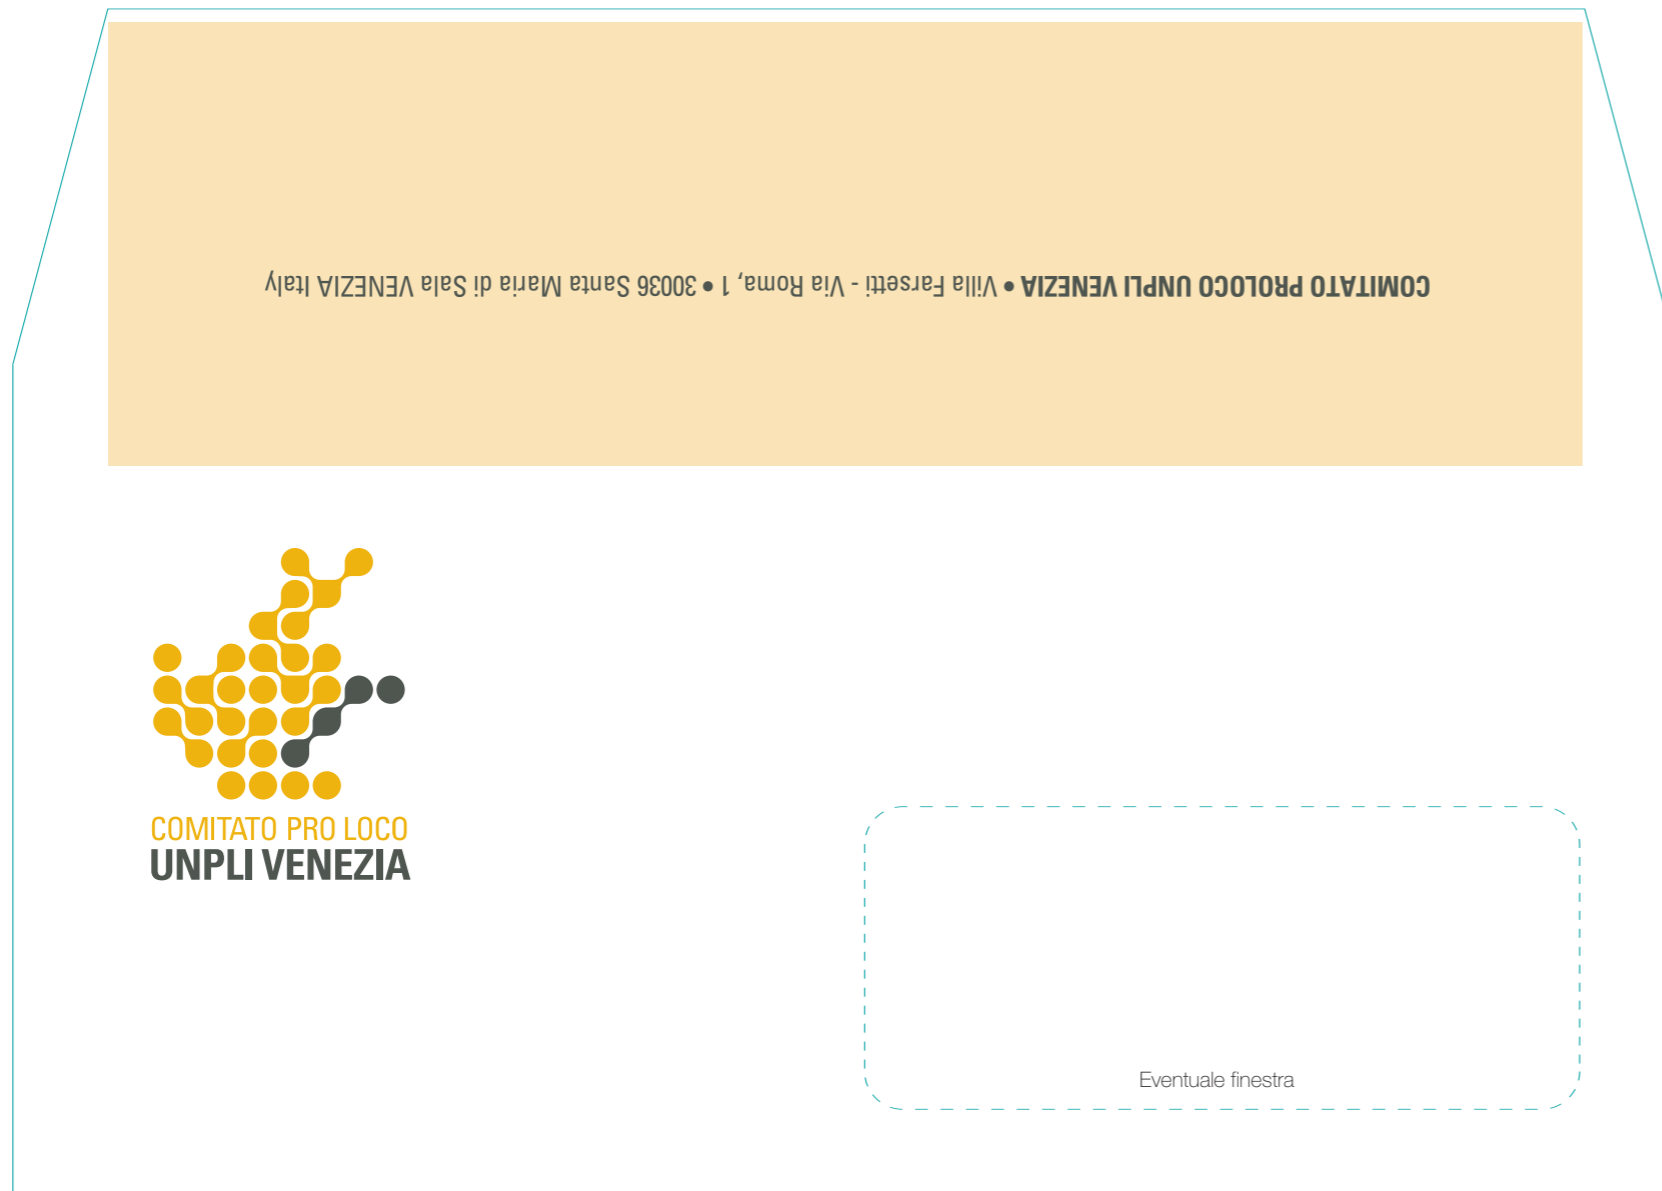 COMITATO PROLOCO UNPLI VENEZIA • Villa Farsetti - Via Roma, 1 • 30036 Santa Maria di Sala VENEZIA Italy
COMITATO PRO LOCO
UNPLI VENEZIA
Eventuale finestra